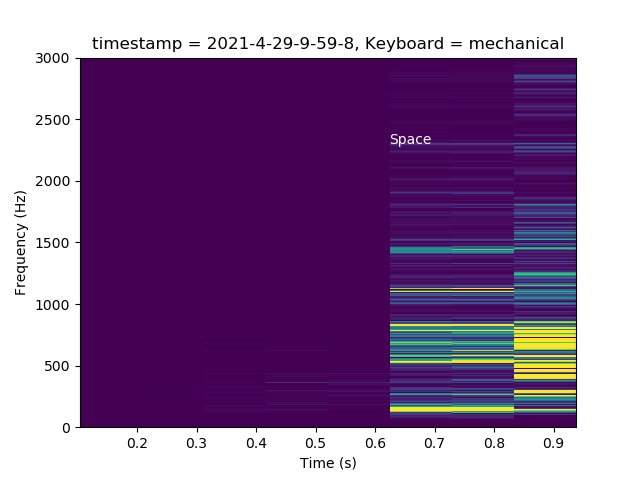 timestamp = 2021-4-29-9-59-8, Keyboard = mechanical
3000
2500
2000
1500
1000
500
0
Frequency (Hz)
Space
0.2 0.3 0.4 0.5 0.6 0.7 0.8 0.9
Time (s)